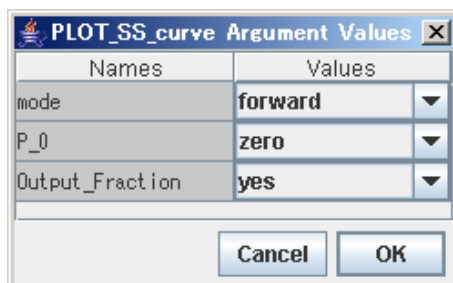 PLOT_SS_curve Argument Values
Names Values
mode forward
P_0 zero
Output_Fraction yes
Cancel OK